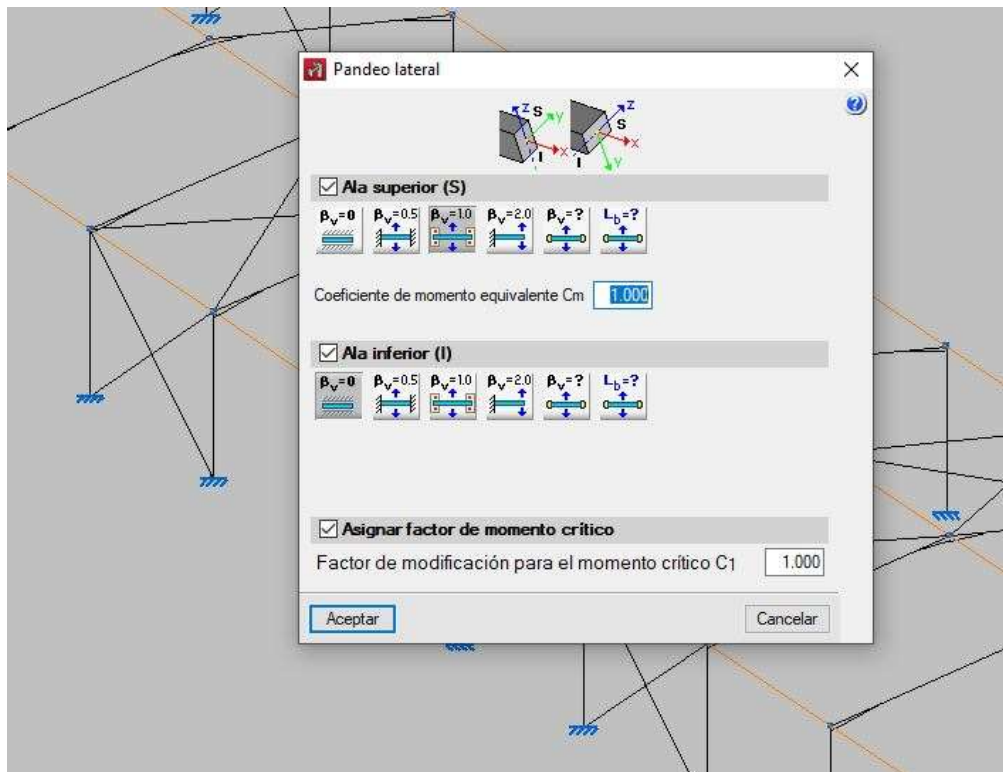 Pandeo lateral
z S y x I
z S x y I
Ala superior (S)
βv=0 βv=0.5 βv=1.0 βv=2.0 βv=? Lb=?
Coeficiente de momento equivalente Cm 1.000
Ala inferior (I)
βv=0 βv=0.5 βv=1.0 βv=2.0 βv=? Lb=?
Asignar factor de momento crítico
Factor de modificación para el momento crítico C1 1.000
Aceptar Cancelar